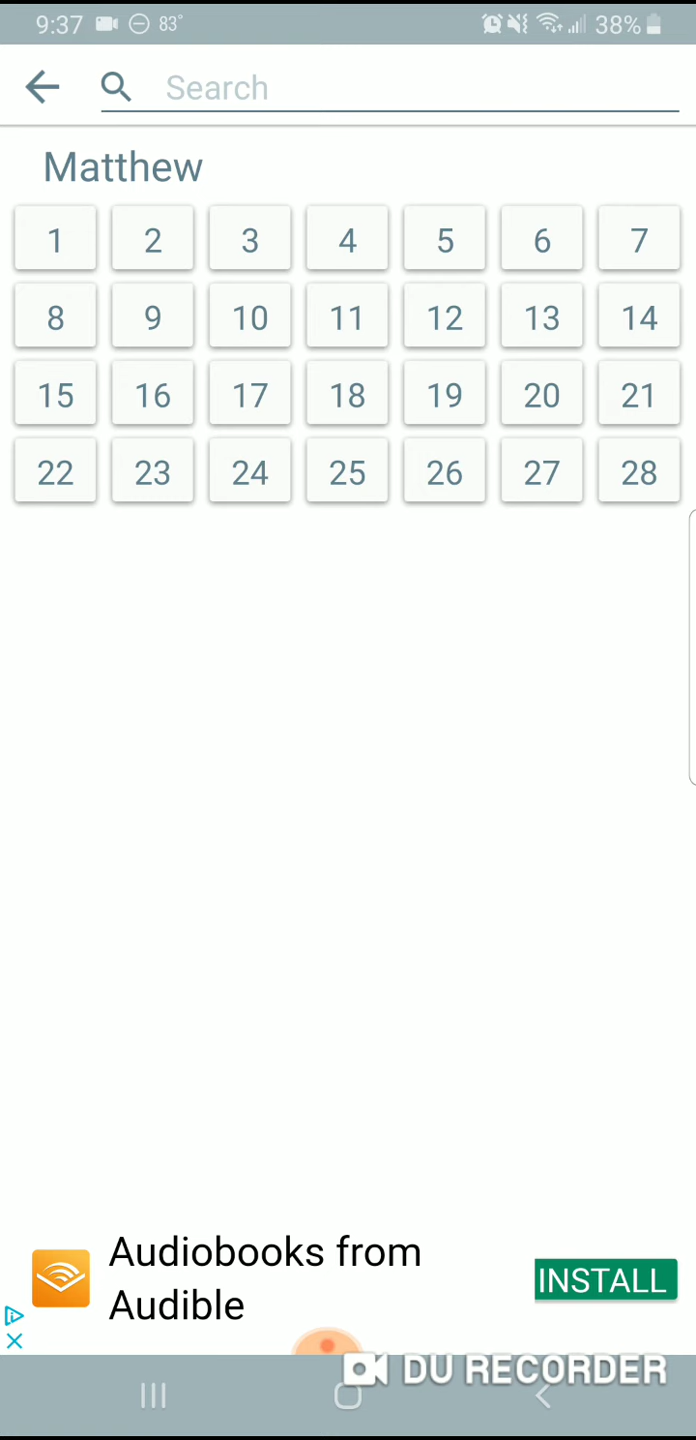 9:37 83° 38%
Search
Matthew
1 2 3 4 5 6 7
8 9 10 11 12 13 14
15 16 17 18 19 20 21
22 23 24 25 26 27 28
Audiobooks from
Audible
INSTALL
DU RECORDER